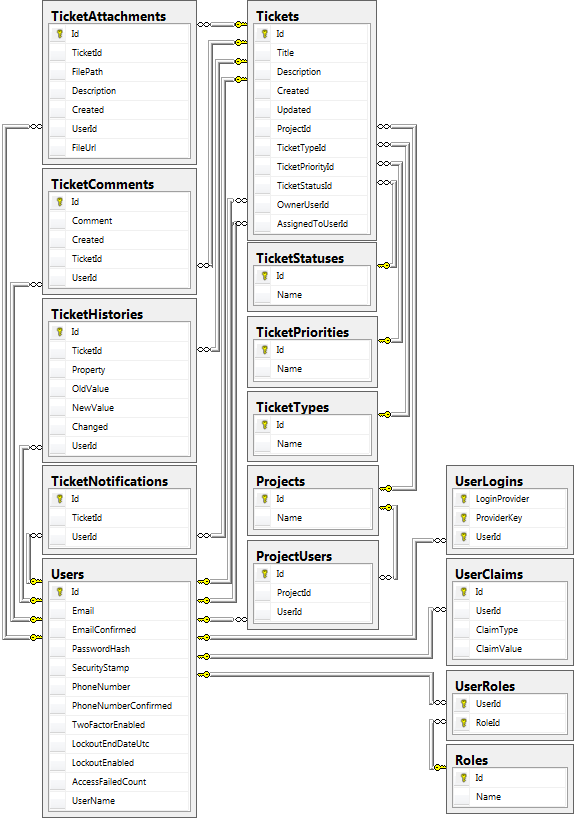 TicketAttachments
Id
TicketId
FilePath
Description
Created
UserId
FileUrl
TicketComments
Id
Comment
Created
TicketId
UserId
TicketHistories
Id
TicketId
Property
OldValue
NewValue
Changed
UserId
TicketNotifications
Id
TicketId
UserId
Users
Id
Email
EmailConfirmed
PasswordHash
SecurityStamp
PhoneNumber
PhoneNumberConfirmed
TwoFactorEnabled
LockoutEndDateUtc
LockoutEnabled
AccessFailedCount
UserName
Tickets
Id
Title
Description
Created
Updated
ProjectId
TicketTypeId
TicketPriorityId
TicketStatusId
OwnerUserId
AssignedToUserId
TicketStatuses
Id
Name
TicketPriorities
Id
Name
TicketTypes
Id
Name
Projects
Id
Name
ProjectUsers
Id
ProjectId
UserId
UserLogins
LoginProvider
ProviderKey
UserId
UserClaims
Id
UserId
ClaimType
ClaimValue
UserRoles
UserId
RoleId
Roles
Id
Name